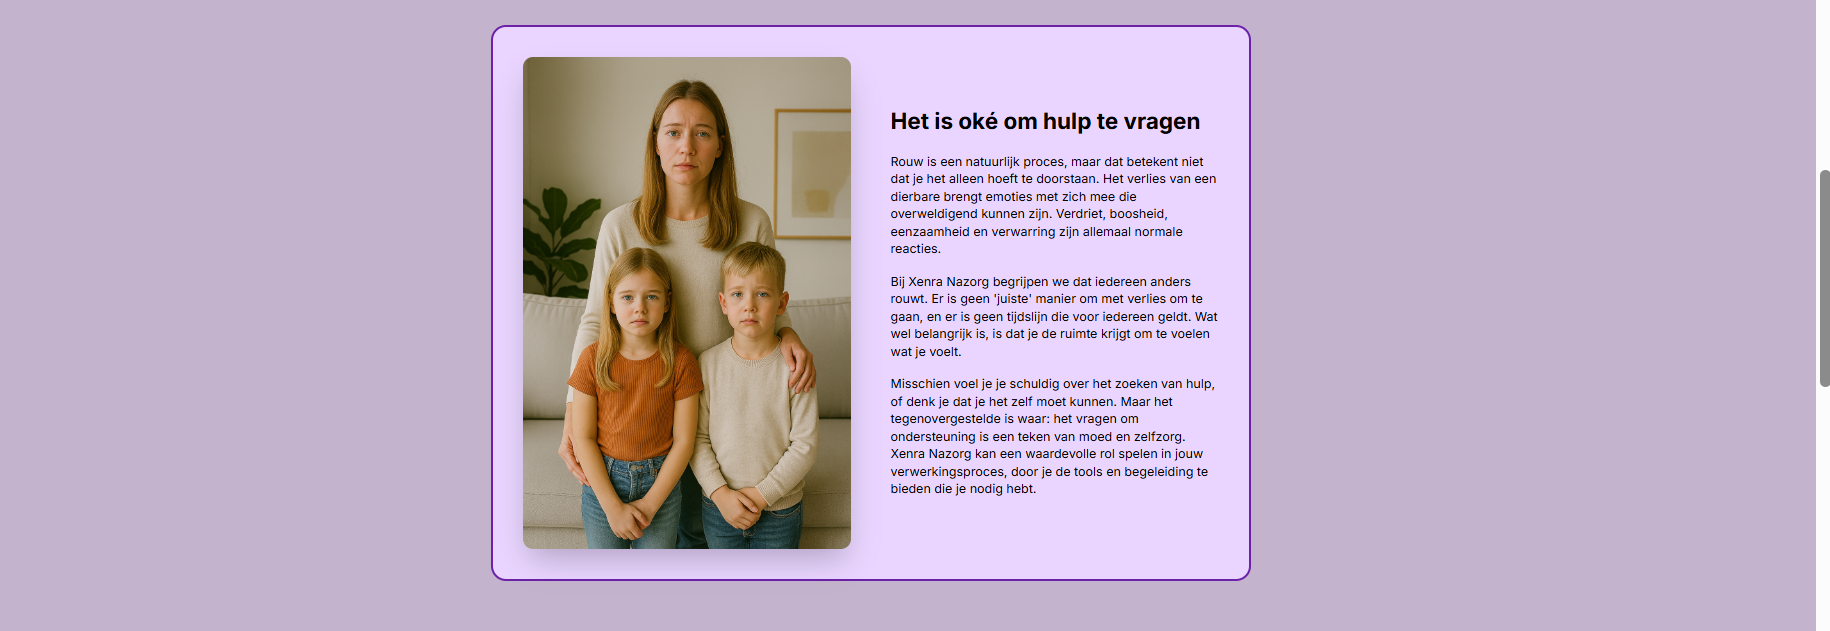 Het is oké om hulp te vragen
Rouw is een natuurlijk proces, maar dat betekent niet
dat je het alleen hoeft te doorstaan. Het verlies van een
dierbare brengt emoties met zich mee die
overweldigend kunnen zijn. Verdriet, boosheid,
eenzaamheid en verwarring zijn allemaal normale
reacties.
Bij Xenra Nazorg begrijpen we dat iedereen anders
rouwt. Er is geen 'juiste' manier om met verlies om te
gaan, en er is geen tijdslijn die voor iedereen geldt. Wat
wel belangrijk is, is dat je de ruimte krijgt om te voelen
wat je voelt.
Misschien voel je je schuldig over het zoeken van hulp,
of denk je dat je het zelf moet kunnen. Maar het
tegenovergestelde is waar: het vragen om
ondersteuning is een teken van moed en zelfzorg.
Xenra Nazorg kan een waardevolle rol spelen in jouw
verwerkingsproces, door je de tools en begeleiding te
bieden die je nodig hebt.